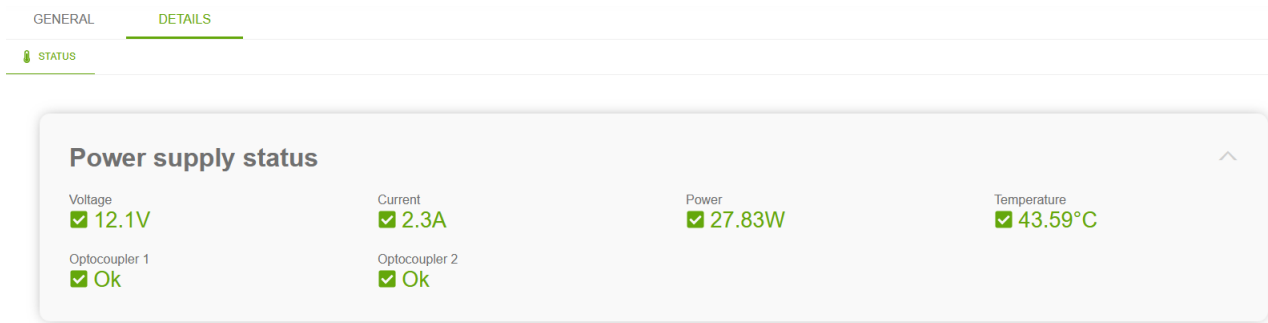 GENERAL DETAILS
STATUS
Power supply status
Voltage Current Power Temperature
12.1V 2.3A 27.83W 43.59°C
Optocoupler 1 Optocoupler 2
Ok Ok